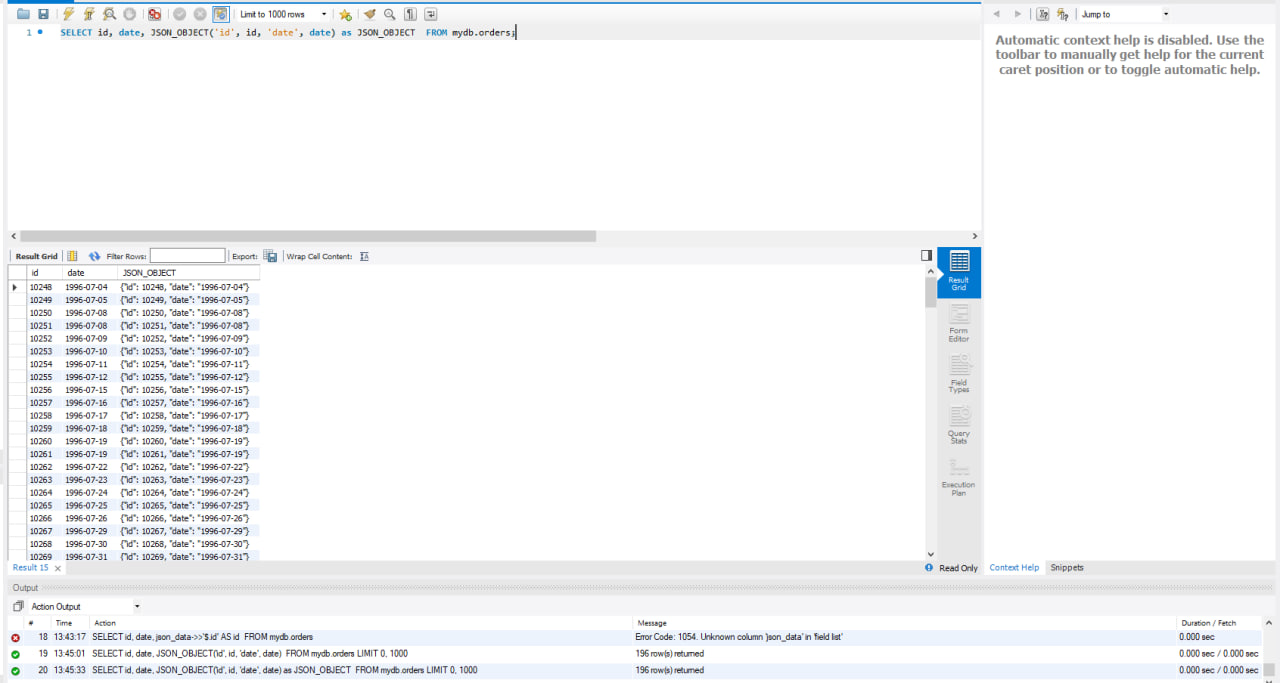 Limit to 1000 rows
Jump to
1 SELECT id, date, JSON_OBJECT('id', id, 'date', date) as JSON_OBJECT  FROM mydb.orders;
Automatic context help is disabled. Use the
toolbar to manually get help for the current
caret position or to toggle automatic help.
Result Grid Filter Rows: Export: Wrap Cell Content:
id date JSON_OBJECT
10248 1996-07-04 {"id": 10248, "date": "1996-07-04"}
10249 1996-07-05 {"id": 10249, "date": "1996-07-05"}
10250 1996-07-08 {"id": 10250, "date": "1996-07-08"}
10251 1996-07-08 {"id": 10251, "date": "1996-07-08"}
10252 1996-07-09 {"id": 10252, "date": "1996-07-09"}
10253 1996-07-10 {"id": 10253, "date": "1996-07-10"}
10254 1996-07-11 {"id": 10254, "date": "1996-07-11"}
10255 1996-07-12 {"id": 10255, "date": "1996-07-12"}
10256 1996-07-15 {"id": 10256, "date": "1996-07-15"}
10257 1996-07-16 {"id": 10257, "date": "1996-07-16"}
10258 1996-07-17 {"id": 10258, "date": "1996-07-17"}
10259 1996-07-18 {"id": 10259, "date": "1996-07-18"}
10260 1996-07-19 {"id": 10260, "date": "1996-07-19"}
10261 1996-07-19 {"id": 10261, "date": "1996-07-19"}
10262 1996-07-22 {"id": 10262, "date": "1996-07-22"}
10263 1996-07-23 {"id": 10263, "date": "1996-07-23"}
10264 1996-07-24 {"id": 10264, "date": "1996-07-24"}
10265 1996-07-25 {"id": 10265, "date": "1996-07-25"}
10266 1996-07-26 {"id": 10266, "date": "1996-07-26"}
10267 1996-07-29 {"id": 10267, "date": "1996-07-29"}
10268 1996-07-30 {"id": 10268, "date": "1996-07-30"}
10269 1996-07-31 {"id": 10269, "date": "1996-07-31"}
Result
Grid
Form
Editor
Field
Types
Query
Stats
Execution
Plan
Result 15 Read Only Context Help Snippets
Output
Action Output
# Time Action Message Duration / Fetch
18 13:43:17 SELECT id, date, json_data->>'$.id' AS id  FROM mydb.orders Error Code: 1054. Unknown column 'json_data' in 'field list' 0.000 sec
19 13:45:01 SELECT id, date, JSON_OBJECT('id', id, 'date', date)  FROM mydb.orders LIMIT 0, 1000 196 row(s) returned 0.000 sec / 0.000 sec
20 13:45:33 SELECT id, date, JSON_OBJECT('id', id, 'date', date) as JSON_OBJECT  FROM mydb.orders LIMIT 0, 1000 196 row(s) returned 0.000 sec / 0.000 sec